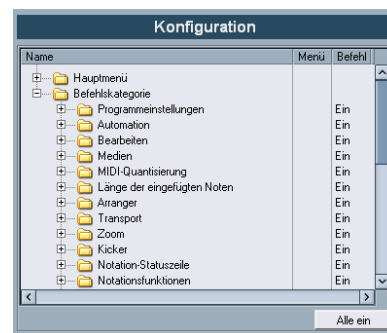 Konfiguration
Name Menü Befehl
Hauptmenü
Befehlskategorie
Programmeinstellungen Ein
Automation Ein
Bearbeiten Ein
Medien Ein
MIDI-Quantisierung Ein
Länge der eingefügten Noten Ein
Arranger Ein
Transport Ein
Zoom Ein
Kicker Ein
Notation-Statuszeile Ein
Notationsfunktionen Ein
Alle ein